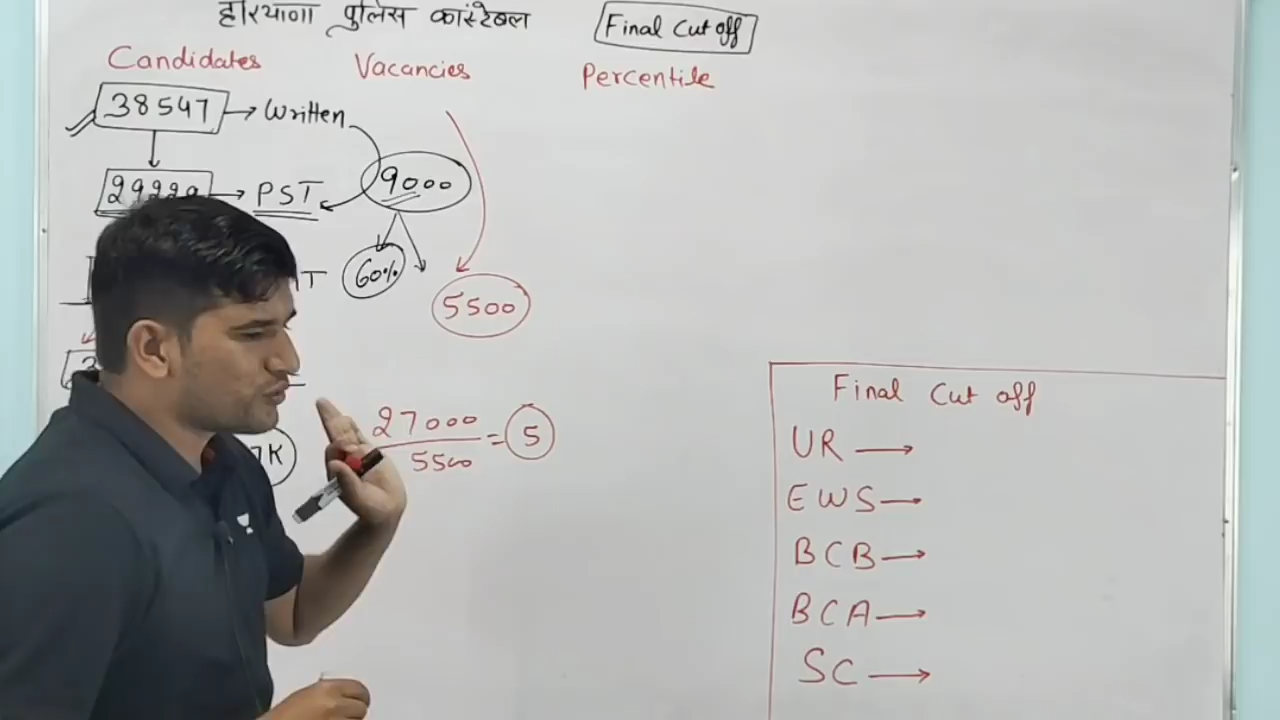 हरियाणा पुलिस कांस्टेबल
Final Cut off
Candidates
Vacancies
Percentile
38547 → Written
29229 → PST
9000
60%
5500
27000
5500
= 5
Final Cut off
UR →
EWS →
BCB →
BCA →
SC →